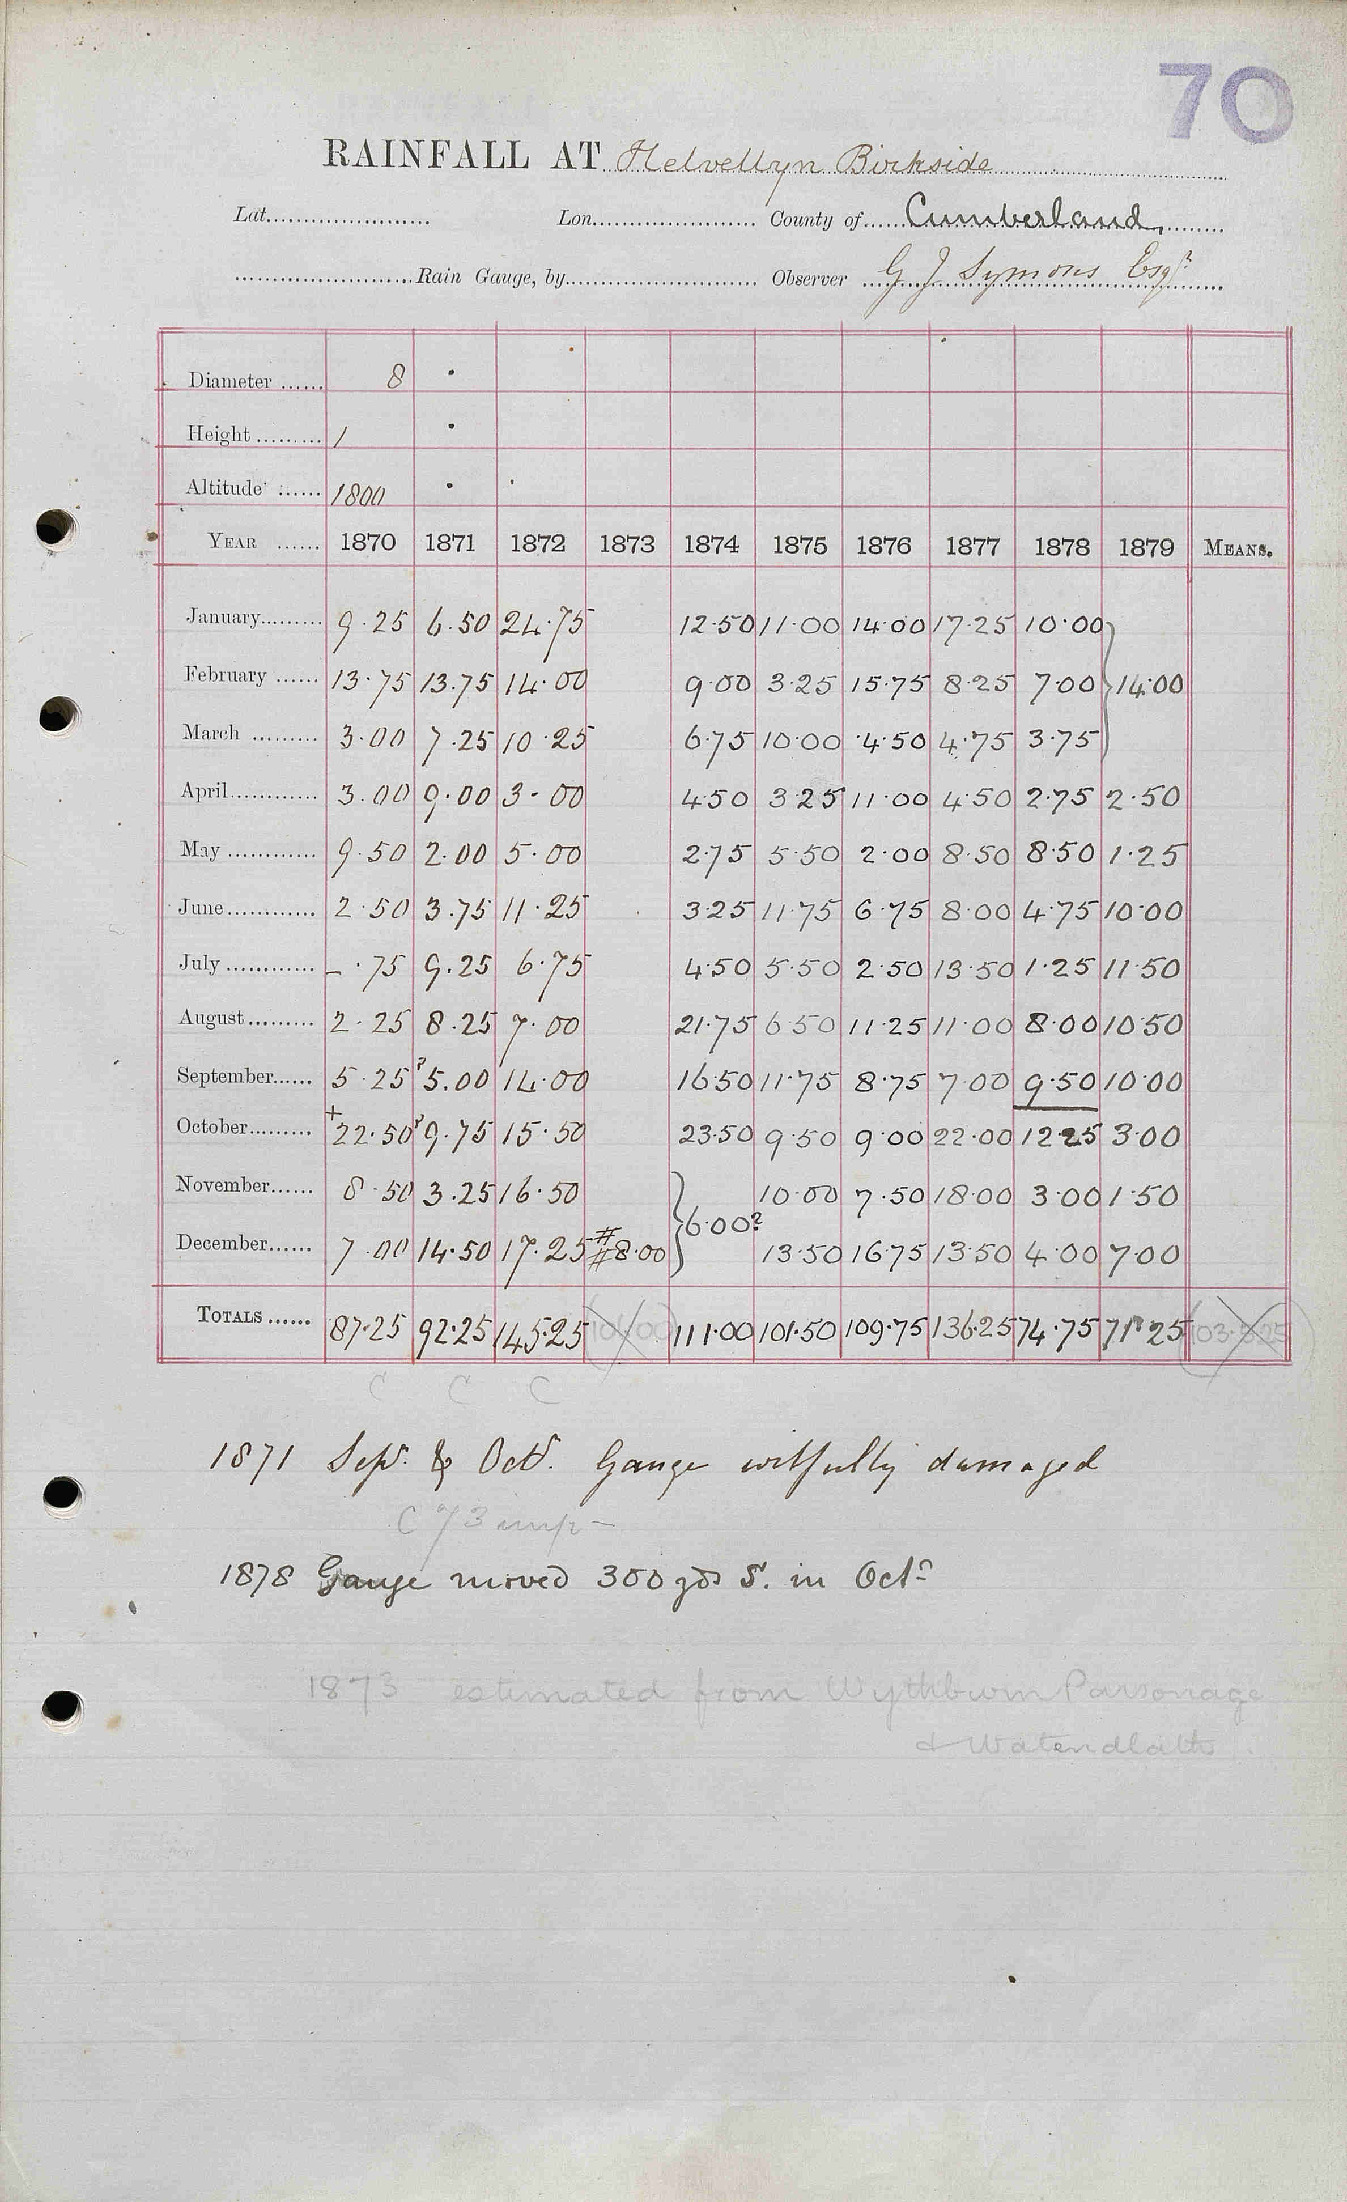 70
RAINFALL AT Helvellyn Birkside
Lat. Lon. County of Cumberland.
Rain Gauge, by Observer G J Symons Esqr
Diameter 8 "
Height 1 "
Altitude 1800 "
YEAR 1870 1871 1872 1873 1874 1875 1876 1877 1878 1879 MEANS.
January 9.25 6.50 24.75 12.50 11.00 14.00 17.25 10.00
February 13.75 13.75 14.00 9.00 3.25 15.75 8.25 7.00 } 14.00
March 3.00 7.25 10.25 6.75 10.00 4.50 4.75 3.75
April 3.00 9.00 3.00 4.50 3.25 11.00 4.50 2.75 2.50
May 9.50 2.00 5.00 2.75 5.50 2.00 8.50 8.50 1.25
June 2.50 3.75 11.25 3.25 11.75 6.75 8.00 4.75 10.00
July – .75 9.25 6.75 4.50 5.50 2.50 13.50 1.25 11.50
August 2.25 8.25 7.00 21.75 6.50 11.25 11.00 8.00 10.50
September 5.25 ?5.00 14.00 16.50 11.75 8.75 7.00 9.50 10.00
October +22.50 ?9.75 15.50 23.50 9.50 9.00 22.00 12.25 3.00
November 8.50 3.25 16.50 10.00 7.50 18.00 3.00 1.50
} 6.00?
December 7.00 14.50 17.25 ##8.00 13.50 16.75 13.50 4.00 7.00
TOTALS 87.25 92.25 145.25 111.00 101.50 109.75 136.25 74.75 71.25
C C C
1871 Sepr. & Octr. Gauge wilfully damaged
C 73 imp –
1878 Gauge moved 300 yds S. in Octr
1873 estimated from Wythburn Parsonage
& Watendlath.